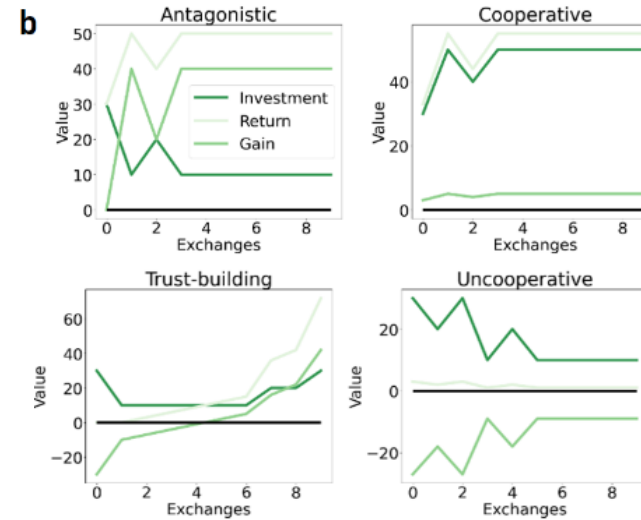 b
Antagonistic
50
40
30
20
10
0
Value
Investment
Return
Gain
0 2 4 6 8
Exchanges
Cooperative
40
20
0
Value
0 2 4 6 8
Exchanges
Trust-building
60
40
20
0
−20
Value
0 2 4 6 8
Exchanges
Uncooperative
20
0
−20
Value
0 2 4 6 8
Exchanges